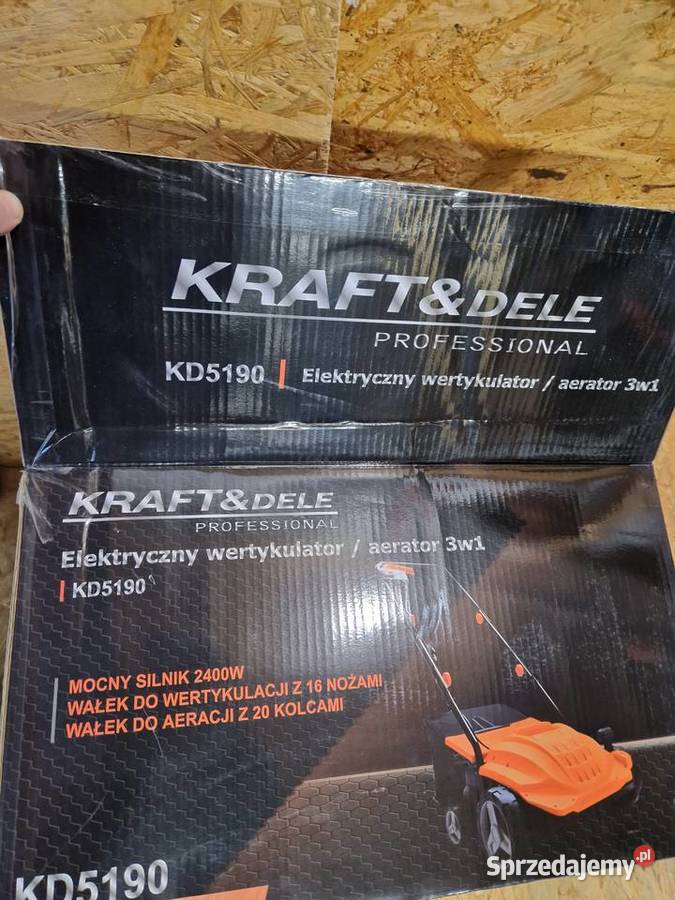 KRAFT&DELE
PROFESSIONAL
KD5190 | Elektryczny wertykulator / aerator 3w1
KRAFT&DELE
PROFESSIONAL
Elektryczny wertykulator / aerator 3w1
| KD5190
MOCNY SILNIK 2400W
WAŁEK DO WERTYKULACJI Z 16 NOŻAMI
WAŁEK DO AERACJI Z 20 KOLCAMI
KD5190
Sprzedajemy.pl